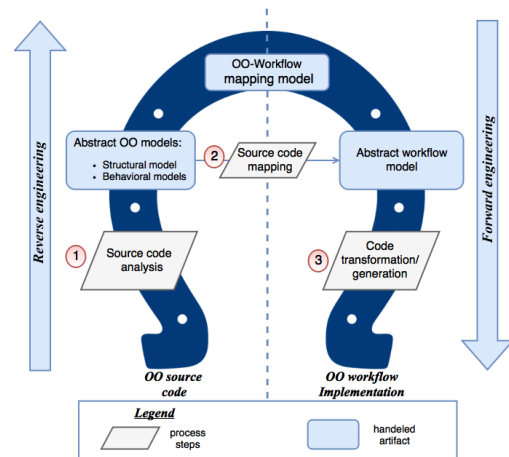 OO-Workflow
mapping model
Reverse engineering
Forward engineering
Abstract OO models:
• Structural model
• Behavioral models
2
Source code
mapping
Abstract workflow
model
1
Source code
analysis
3
Code
transformation/
generation
OO source
code
OO workflow
Implementation
Legend
process
steps
handeled
artifact